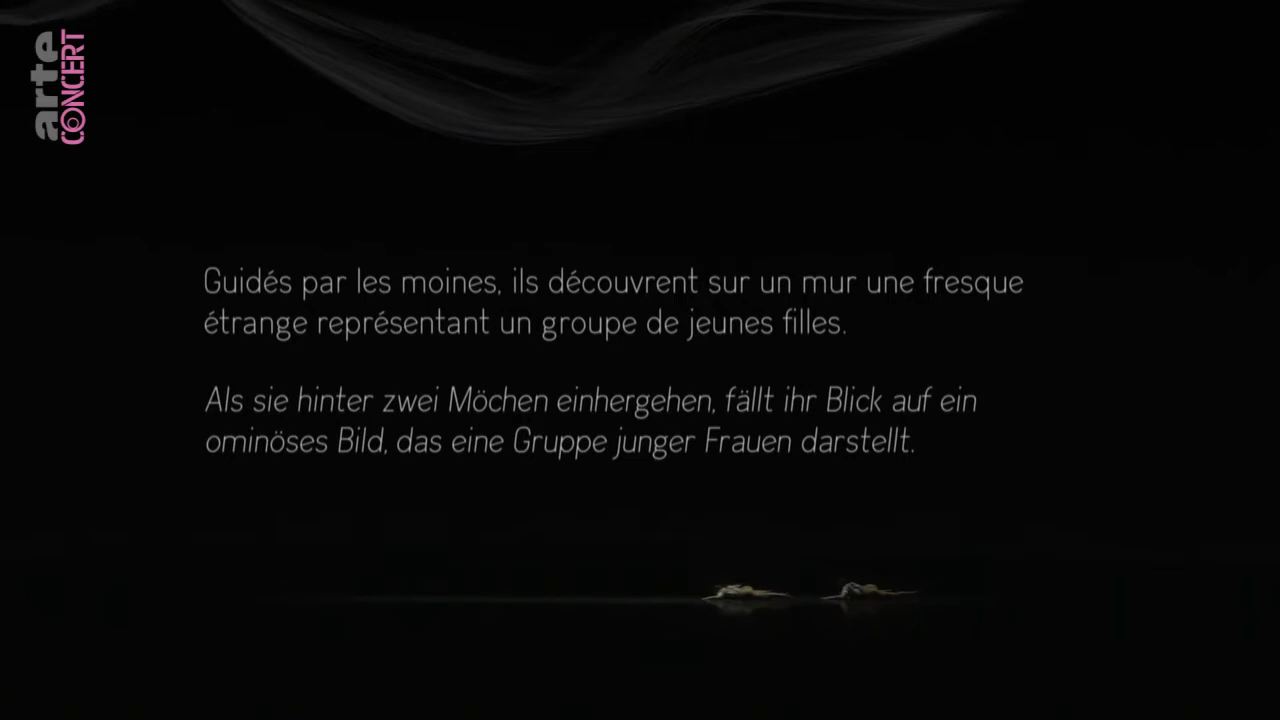 arte
CONCERT
Guidés par les moines, ils découvrent sur un mur une fresque
étrange représentant un groupe de jeunes filles.
Als sie hinter zwei Möchen einhergehen, fällt ihr Blick auf ein
ominöses Bild, das eine Gruppe junger Frauen darstellt.